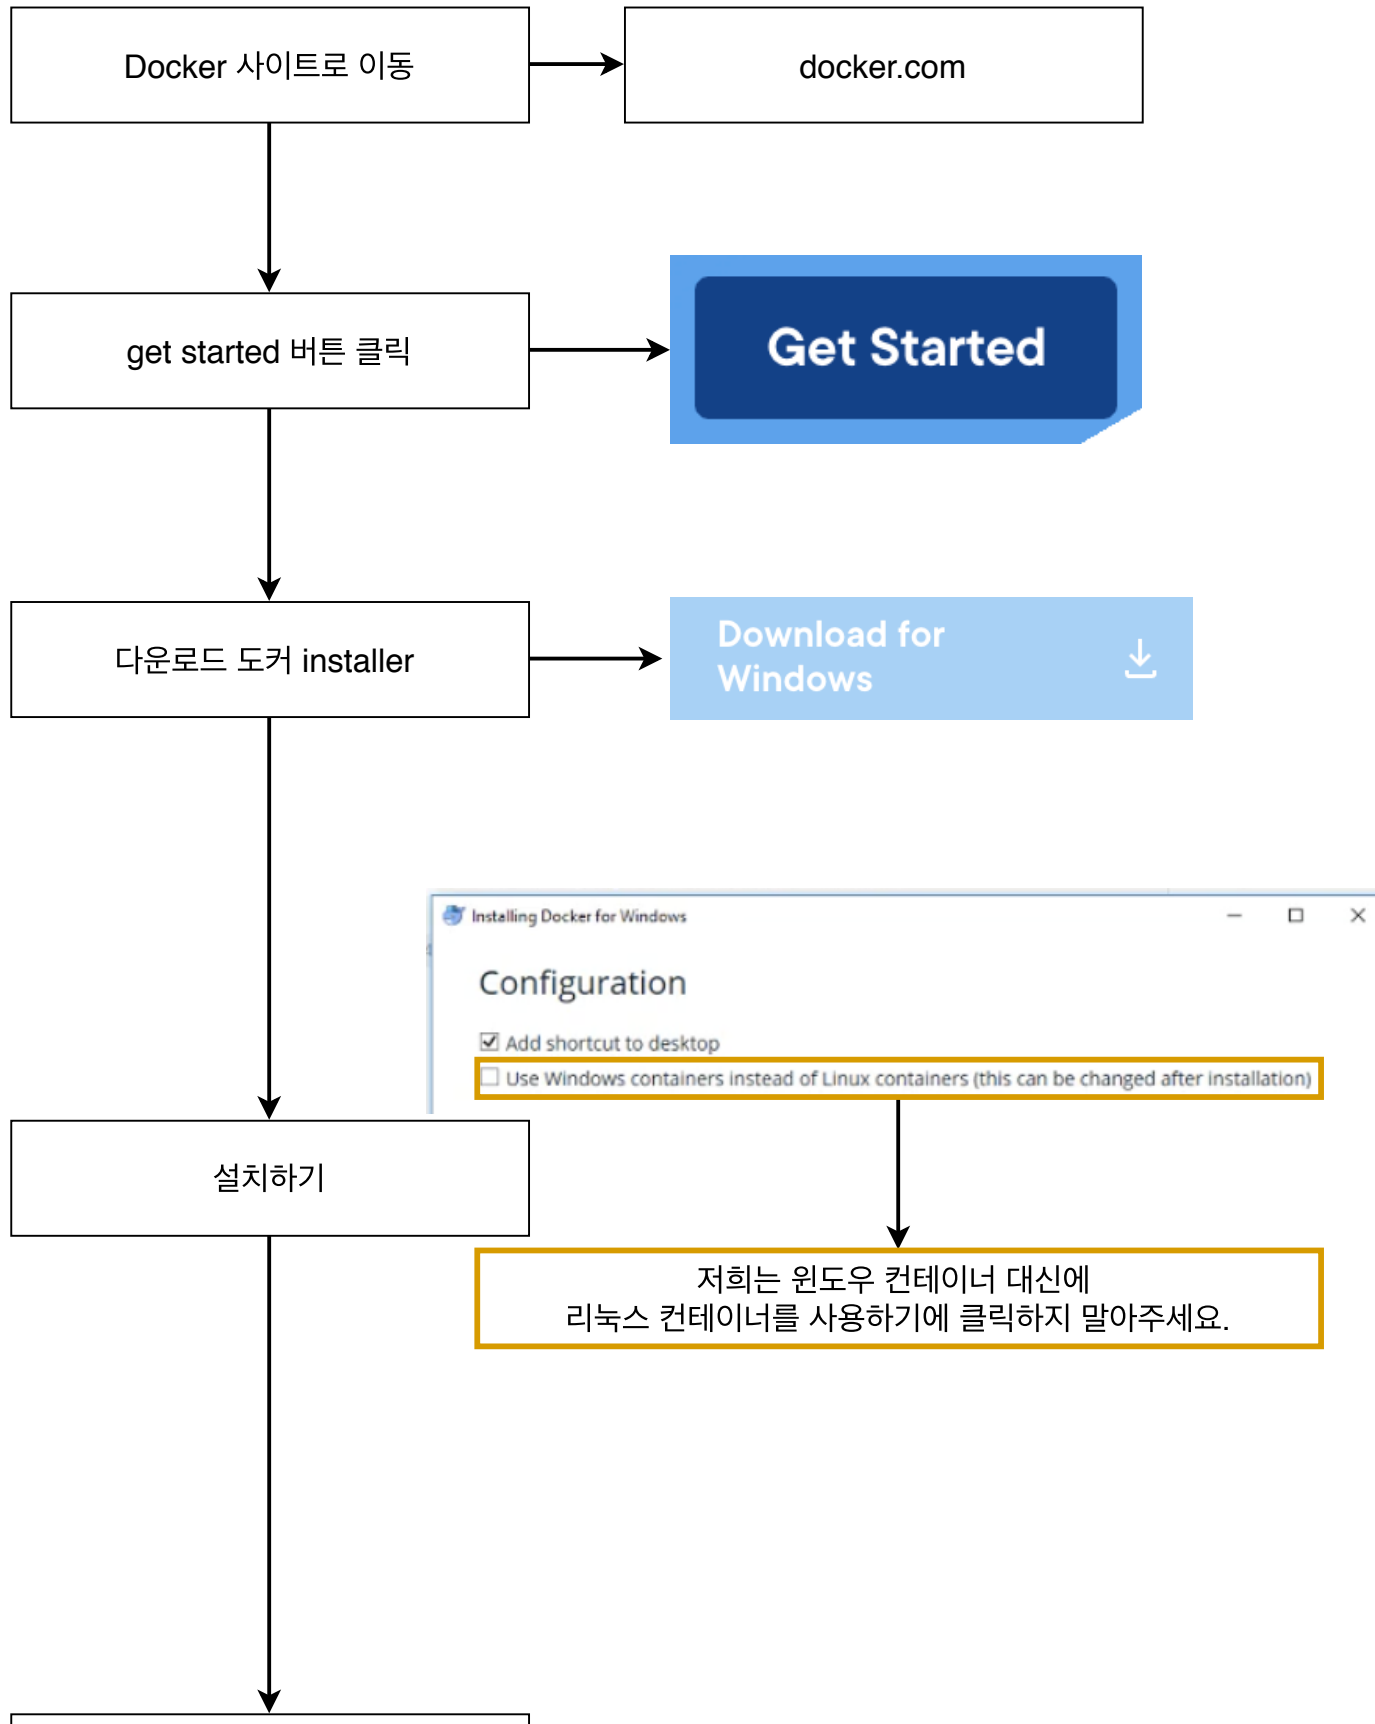 Docker 사이트로 이동
docker.com
get started 버튼 클릭
Get Started
다운로드 도커 installer
Download for
Windows
Installing Docker for Windows
Configuration
Add shortcut to desktop
Use Windows containers instead of Linux containers (this can be changed after installation)
설치하기
저희는 윈도우 컨테이너 대신에
리눅스 컨테이너를 사용하기에 클릭하지 말아주세요.